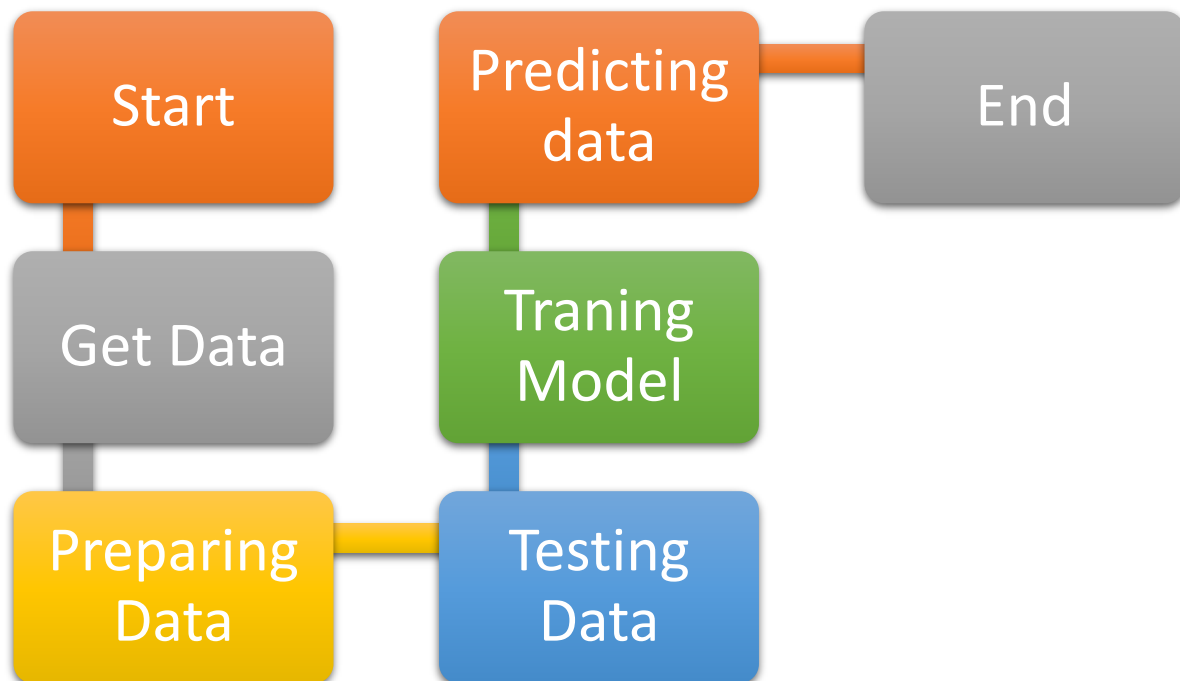 Start
Get Data
Preparing
Data
Testing
Data
Traning
Model
Predicting
data
End